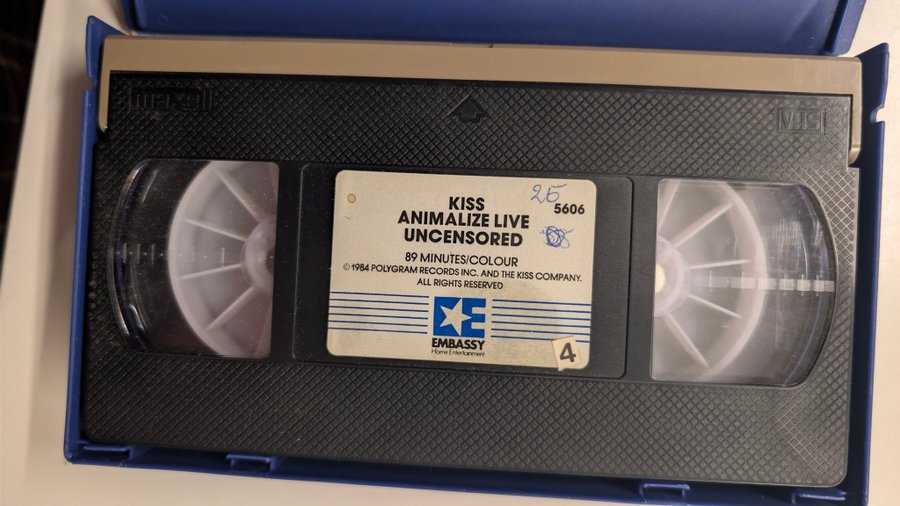 maxell
VHS
25
KISS
5606
ANIMALIZE LIVE
UNCENSORED
89 MINUTES/COLOUR
© 1984 POLYGRAM RECORDS INC. AND THE KISS COMPANY.
ALL RIGHTS RESERVED
E
EMBASSY
Home Entertainment
4